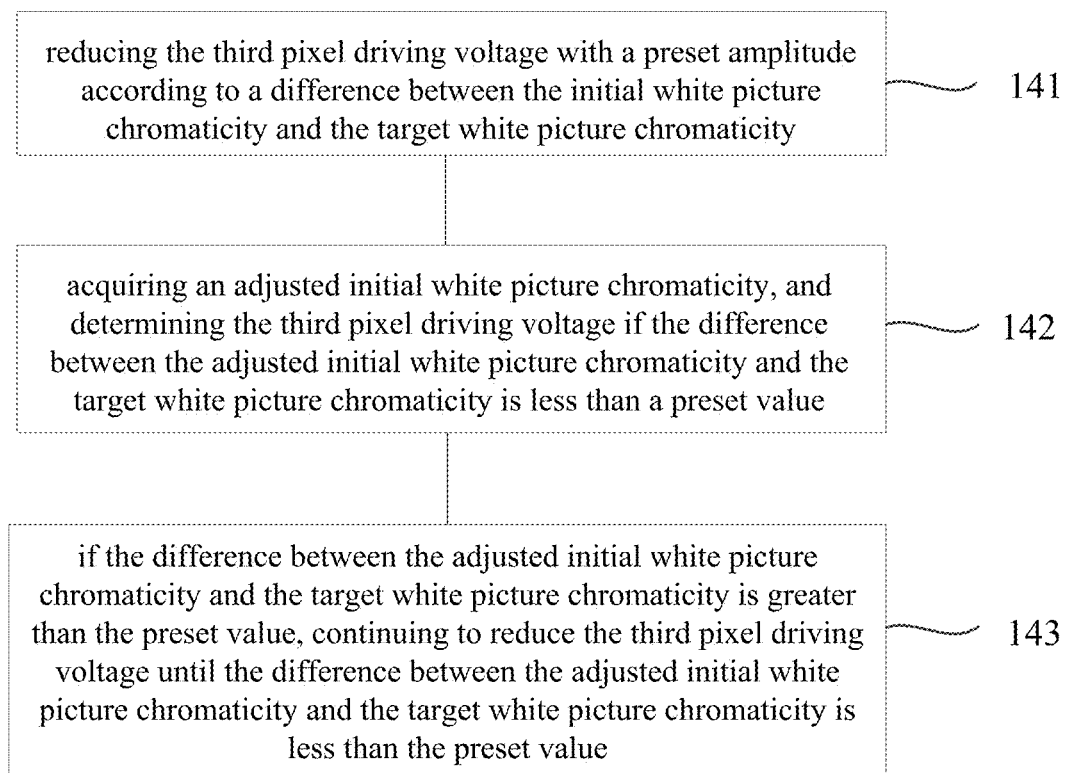 reducing the third pixel driving voltage with a preset amplitude
according to a difference between the initial white picture
chromaticity and the target white picture chromaticity
141
acquiring an adjusted initial white picture chromaticity, and
determining the third pixel driving voltage if the difference
between the adjusted initial white picture chromaticity and the
target white picture chromaticity is less than a preset value
142
if the difference between the adjusted initial white picture
chromaticity and the target white picture chromaticity is greater
than the preset value, continuing to reduce the third pixel driving
voltage until the difference between the adjusted initial white
picture chromaticity and the target white picture chromaticity is
less than the preset value
143